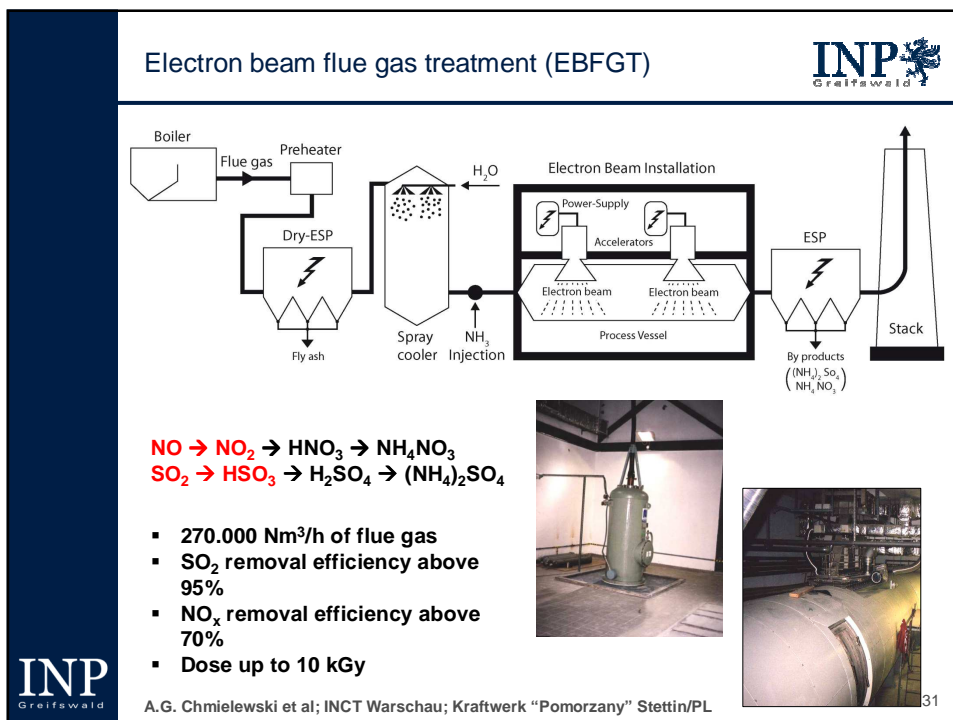 Electron beam flue gas treatment (EBFGT)
INP
Greifswald
Boiler
Flue gas
Preheater
Dry-ESP
Fly ash
H₂O
Spray
cooler
NH₃
Injection
Electron Beam Installation
Power-Supply
Accelerators
Electron beam
Electron beam
Process Vessel
ESP
By products
(NH₄)₂ So₄
NH₄ NO₃
Stack
NO → NO₂ → HNO₃ → NH₄NO₃
SO₂ → HSO₃ → H₂SO₄ → (NH₄)₂SO₄
▪ 270.000 Nm³/h of flue gas
▪ SO₂ removal efficiency above
95%
▪ NOₓ removal efficiency above
70%
▪ Dose up to 10 kGy
INP
Greifswald
A.G. Chmielewski et al; INCT Warschau; Kraftwerk “Pomorzany” Stettin/PL
31